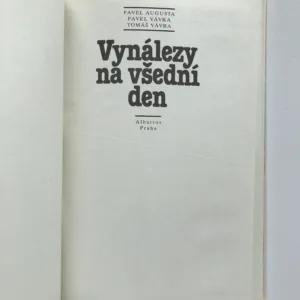 PAVEL AUGUSTA
PAVEL VÁVRA
TOMÁŠ VÁVRA
Vynálezy
na všední
den
Albatros
Praha